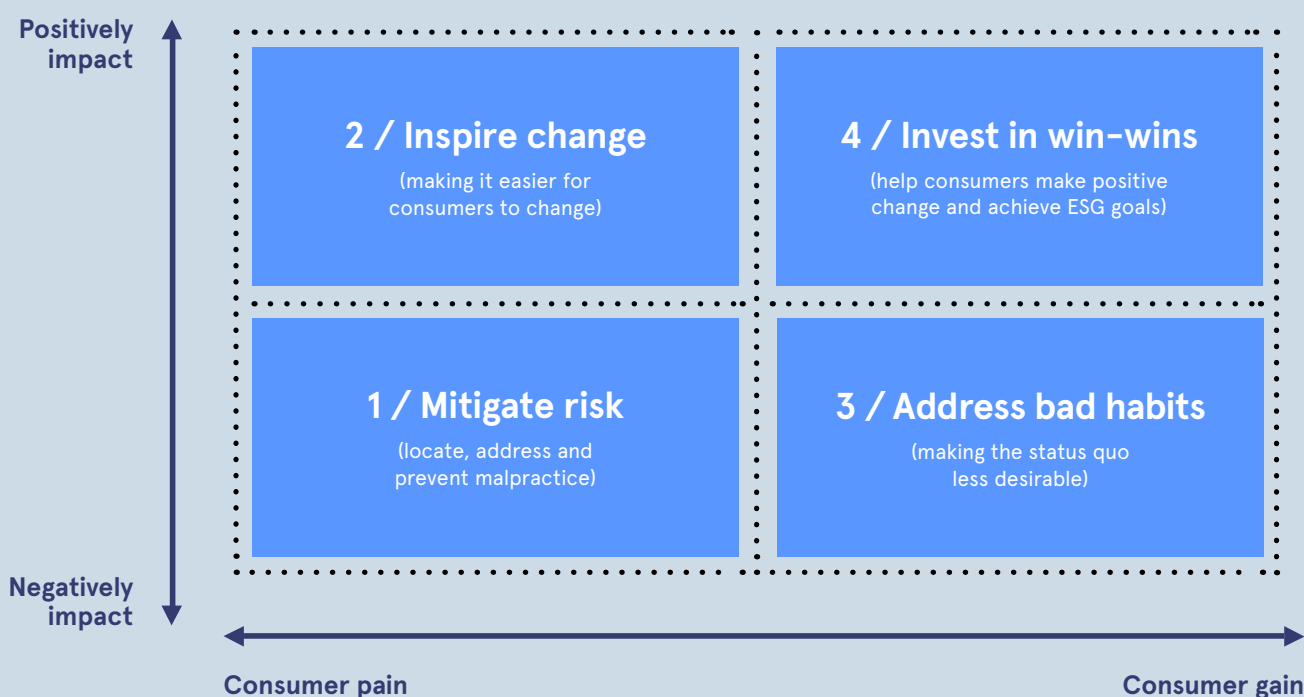 Positively
impact
2 / Inspire change
(making it easier for
consumers to change)
4 / Invest in win-wins
(help consumers make positive
change and achieve ESG goals)
1 / Mitigate risk
(locate, address and
prevent malpractice)
3 / Address bad habits
(making the status quo
less desirable)
Negatively
impact
Consumer pain
Consumer gain